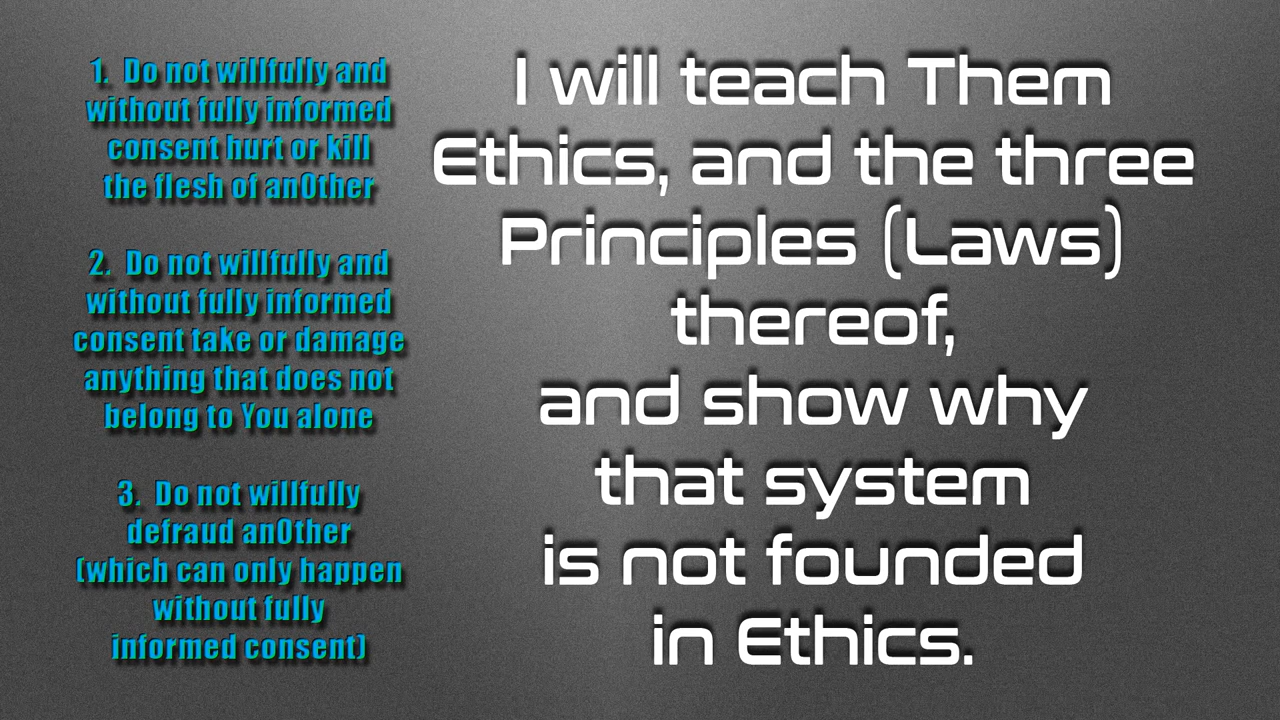 1.  Do not willfully and
without fully informed
consent hurt or kill
the flesh of anOther
2.  Do not willfully and
without fully informed
consent take or damage
anything that does not
belong to You alone
3.  Do not willfully
defraud anOther
(which can only happen
without fully
informed consent)
I will teach Them
Ethics, and the three
Principles (Laws)
thereof,
and show why
that system
is not founded
in Ethics.